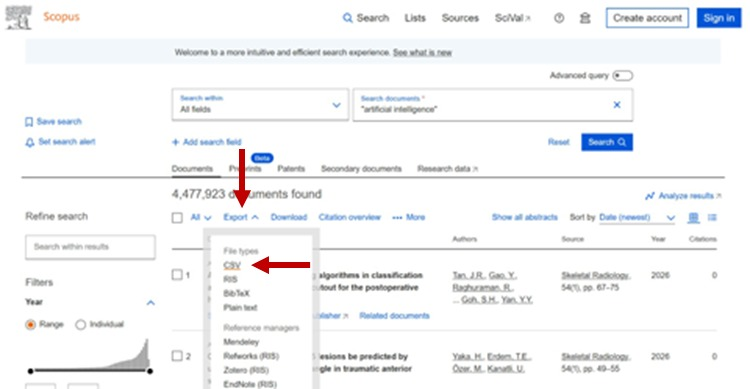 Scopus
Search
Lists
Sources
SciVal
Create account
Sign in
Welcome to a more intuitive and efficient search experience. See what is new
Advanced query
Search within
All fields
Search documents *
"artificial intelligence"
Save search
Set search alert
+ Add search field
Reset
Search
Beta
Documents
Preprints
Patents
Secondary documents
Research data
4,477,923 documents found
Analyze results
Refine search
All
Export
Download
Citation overview
More
Show all abstracts
Sort by
Date (newest)
Search within results
File types
Authors
Source
Year
Citations
CSV
Filters
1
algorithms in classification
Tan, J.R., Gao, Y.,
Skeletal Radiology,
2026
0
RIS
for the postoperative
Raghuraman, R.,
54(1), pp. 67–75
Year
BibTeX
... Goh, S.H., Yan, Y.Y.
Plain text
Related documents
Range
Individual
Reference managers
Mendeley
2
esions be predicted by
Yaka, H., Erdem, T.E.,
Skeletal Radiology,
2026
0
Refworks (RIS)
in traumatic anterior
Özer, M., Kanatli, U.
54(1), pp. 49–55
Zotero (RIS)
EndNote (RIS)